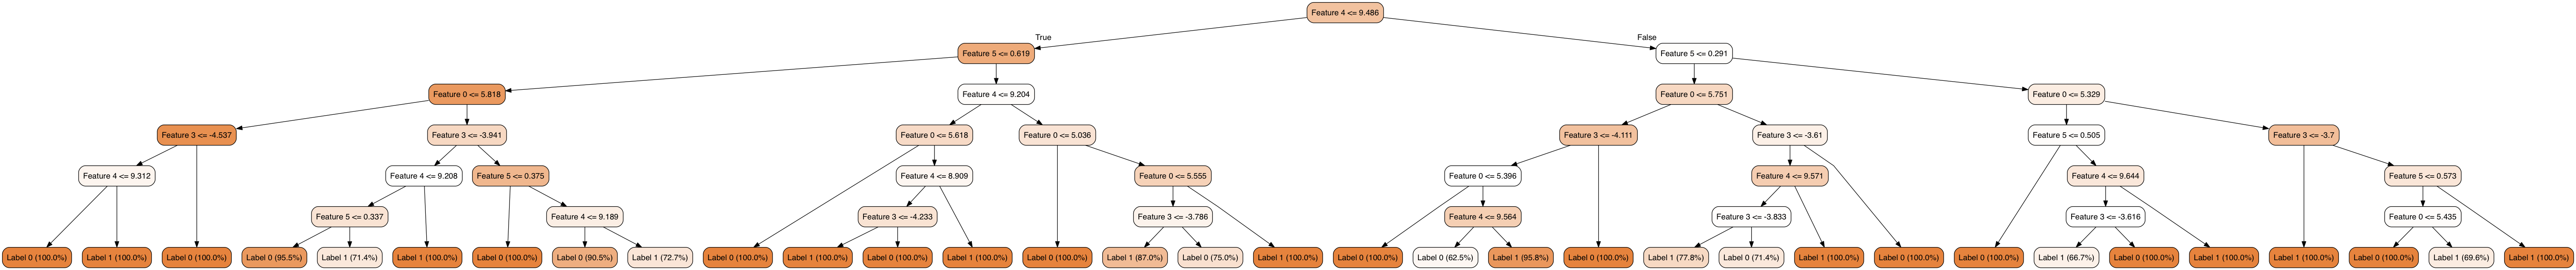 Feature 4 <= 9.486
True
False
Feature 5 <= 0.619
Feature 5 <= 0.291
Feature 0 <= 5.818
Feature 4 <= 9.204
Feature 0 <= 5.751
Feature 0 <= 5.329
Feature 3 <= -4.537
Feature 3 <= -3.941
Feature 0 <= 5.618
Feature 0 <= 5.036
Feature 3 <= -4.111
Feature 3 <= -3.61
Feature 5 <= 0.505
Feature 3 <= -3.7
Feature 4 <= 9.312
Feature 4 <= 9.208
Feature 5 <= 0.375
Feature 4 <= 8.909
Feature 0 <= 5.555
Feature 0 <= 5.396
Feature 4 <= 9.571
Feature 4 <= 9.644
Feature 5 <= 0.573
Feature 5 <= 0.337
Feature 4 <= 9.189
Feature 3 <= -4.233
Feature 3 <= -3.786
Feature 4 <= 9.564
Feature 3 <= -3.833
Feature 3 <= -3.616
Feature 0 <= 5.435
Label 0 (100.0%)
Label 1 (100.0%)
Label 0 (100.0%)
Label 0 (95.5%)
Label 1 (71.4%)
Label 1 (100.0%)
Label 0 (100.0%)
Label 0 (90.5%)
Label 1 (72.7%)
Label 0 (100.0%)
Label 1 (100.0%)
Label 0 (100.0%)
Label 1 (100.0%)
Label 0 (100.0%)
Label 1 (87.0%)
Label 0 (75.0%)
Label 1 (100.0%)
Label 0 (100.0%)
Label 0 (62.5%)
Label 1 (95.8%)
Label 0 (100.0%)
Label 1 (77.8%)
Label 0 (71.4%)
Label 1 (100.0%)
Label 0 (100.0%)
Label 0 (100.0%)
Label 1 (66.7%)
Label 0 (100.0%)
Label 1 (100.0%)
Label 1 (100.0%)
Label 0 (100.0%)
Label 1 (69.6%)
Label 1 (100.0%)